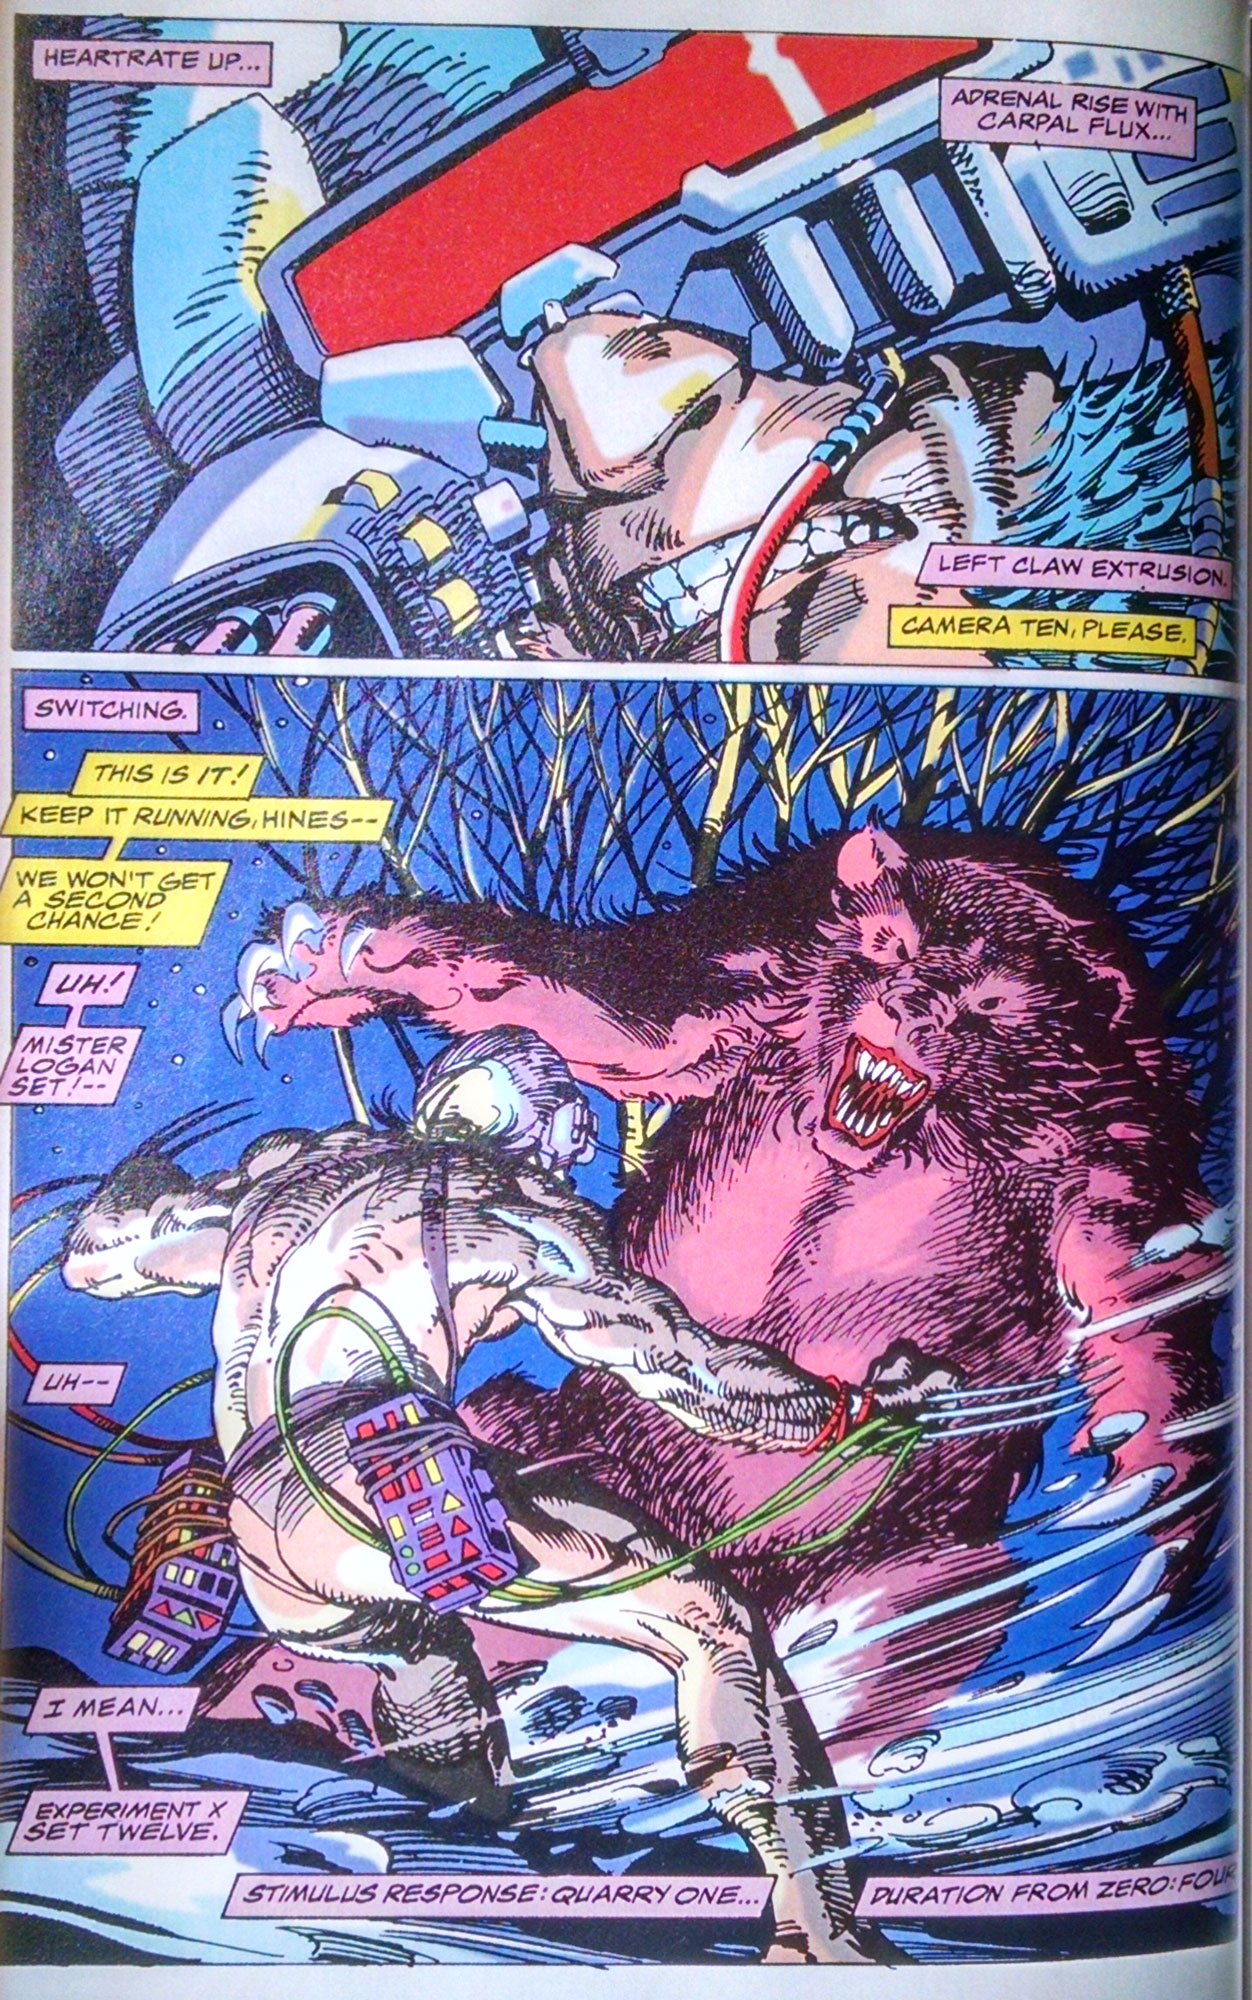 HEARTRATE UP...
ADRENAL RISE WITH
CARPAL FLUX...
LEFT CLAW EXTRUSION.
CAMERA TEN, PLEASE.
SWITCHING.
THIS IS IT!
KEEP IT RUNNING, HINES--
WE WON'T GET
A SECOND
CHANCE!
UH!
MISTER
LOGAN
SET!--
UH--
I MEAN...
EXPERIMENT X
SET TWELVE.
STIMULUS RESPONSE: QUARRY ONE...
DURATION FROM ZERO: FOUR